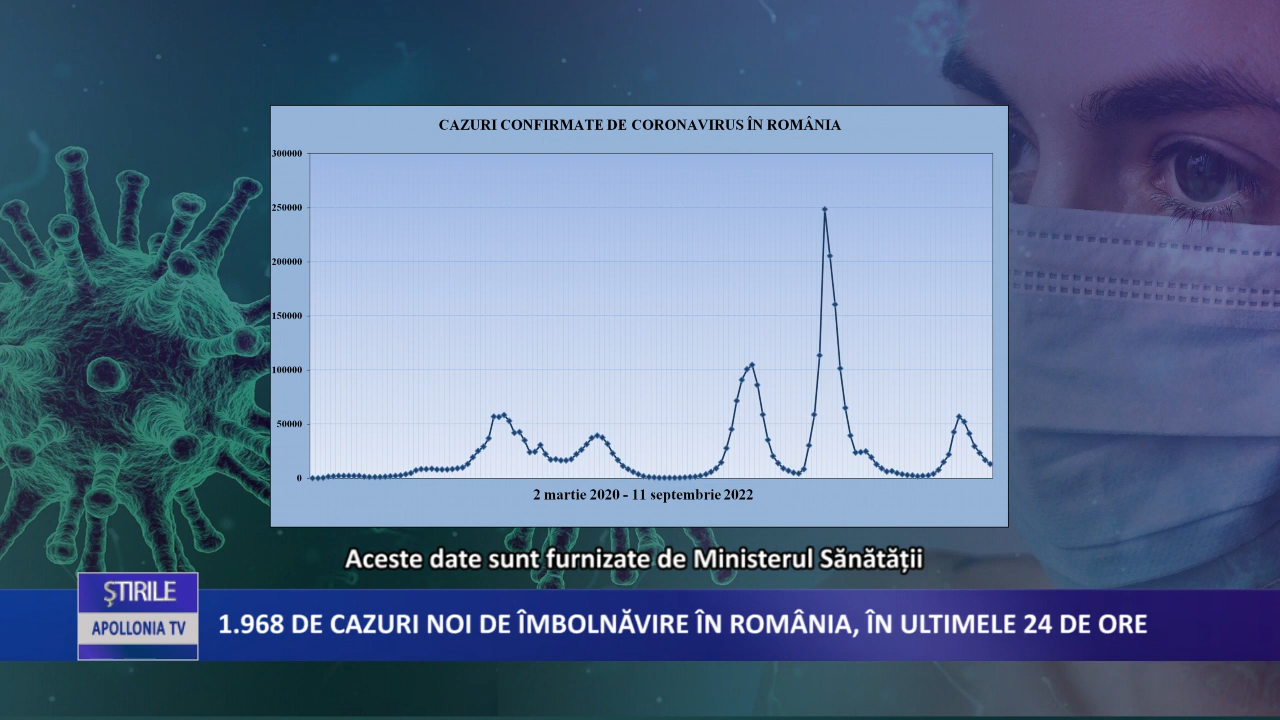 CAZURI CONFIRMATE DE CORONAVIRUS ÎN ROMÂNIA
300000
250000
200000
150000
100000
50000
0
2 martie 2020 - 11 septembrie 2022
Aceste date sunt furnizate de Ministerul Sănătății
ŞTIRILE
APOLLONIA TV
1.968 DE CAZURI NOI DE ÎMBOLNĂVIRE ÎN ROMÂNIA, ÎN ULTIMELE 24 DE ORE